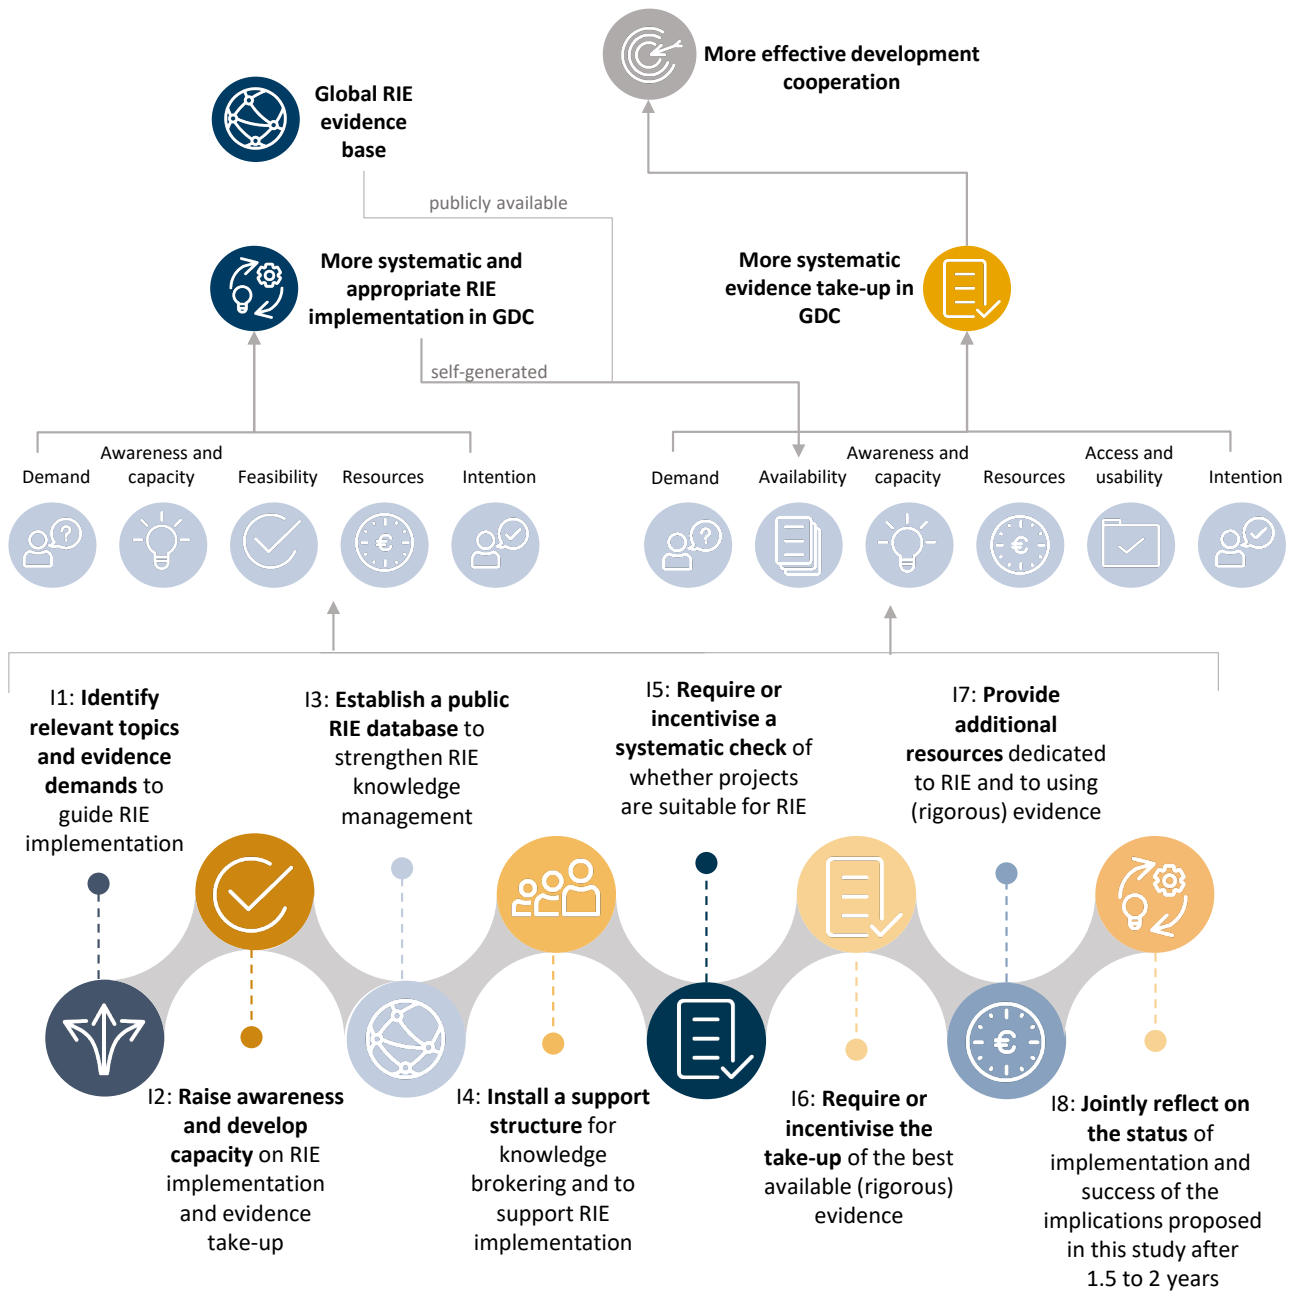 More effective development
cooperation
Global RIE
evidence
base
publicly available
More systematic and
appropriate RIE
implementation in GDC
More systematic
evidence take-up in
GDC
self-generated
Demand
Awareness and
capacity
Feasibility
Resources
Intention
Demand
Availability
Awareness and
capacity
Resources
Access and
usability
Intention
I1: Identify
relevant topics
and evidence
demands to
guide RIE
implementation
I3: Establish a public
RIE database to
strengthen RIE
knowledge
management
I5: Require or
incentivise a
systematic check of
whether projects
are suitable for RIE
I7: Provide
additional
resources dedicated
to RIE and to using
(rigorous) evidence
I2: Raise awareness
and develop
capacity on RIE
implementation
and evidence
take-up
I4: Install a support
structure for
knowledge
brokering and to
support RIE
implementation
I6: Require or
incentivise the
take-up of the best
available (rigorous)
evidence
I8: Jointly reflect on
the status of
implementation and
success of the
implications proposed
in this study after
1.5 to 2 years